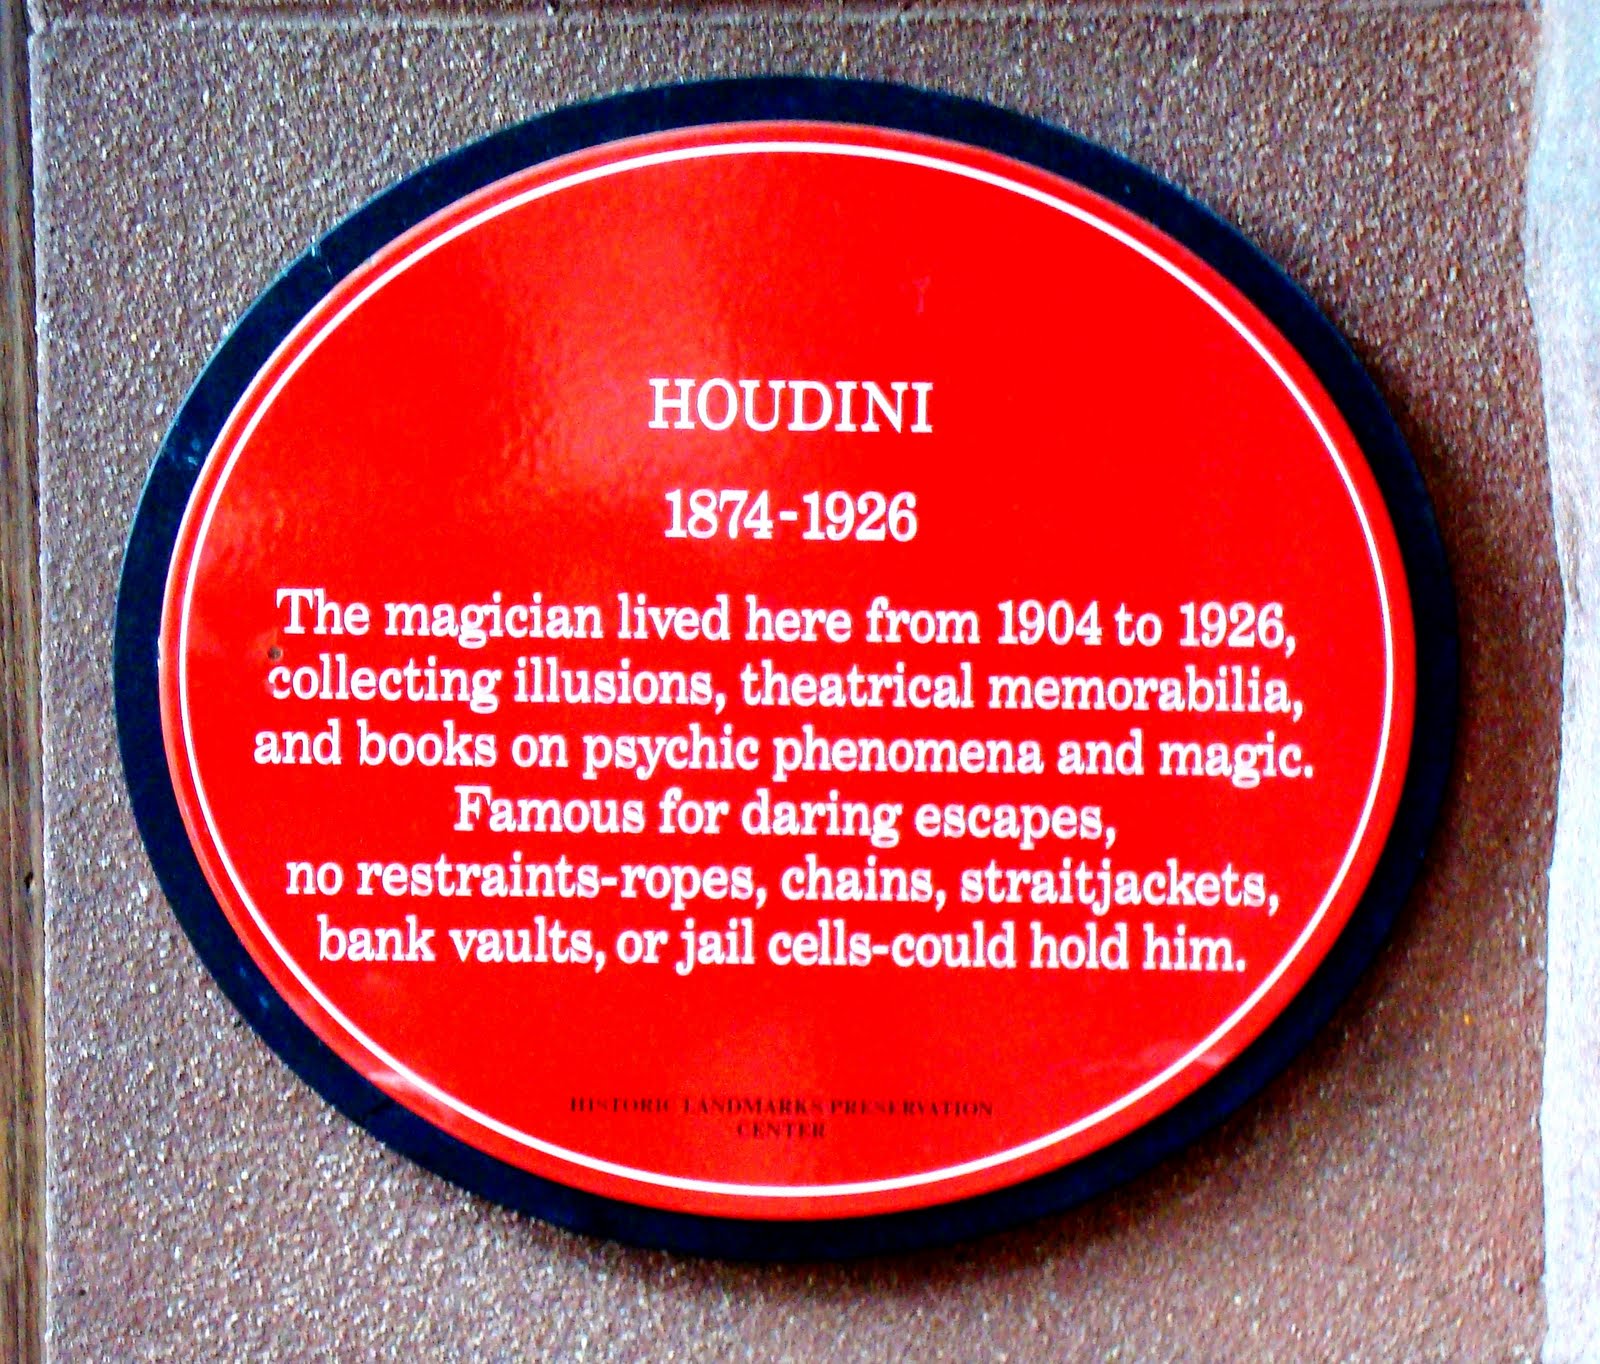 HOUDINI
1874-1926
The magician lived here from 1904 to 1926,
collecting illusions, theatrical memorabilia,
and books on psychic phenomena and magic.
Famous for daring escapes,
no restraints-ropes, chains, straitjackets,
bank vaults, or jail cells-could hold him.
HISTORIC LANDMARKS PRESERVATION
CENTER